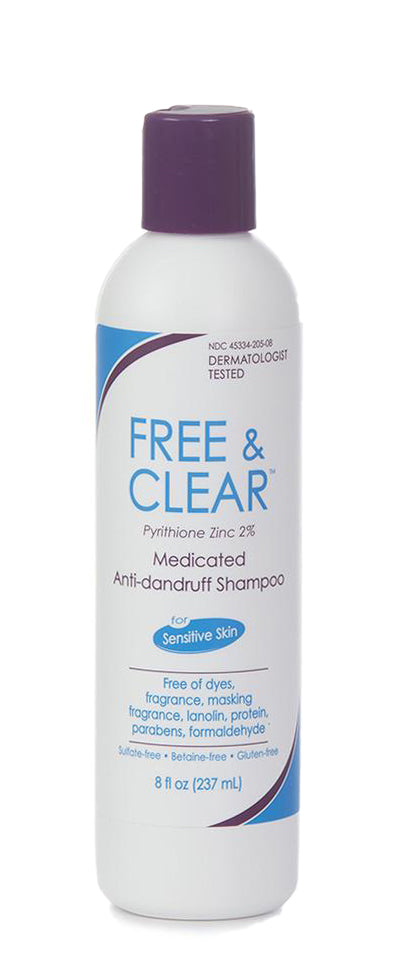 NDC 45334-205-08
DERMATOLOGIST
TESTED
FREE &
CLEAR™
Pyrithione Zinc 2%
Medicated
Anti-dandruff Shampoo
for
Sensitive Skin
Free of dyes,
fragrance, masking
fragrance, lanolin, protein,
parabens, formaldehyde
Sulfate-free • Betaine-free • Gluten-free
8 fl oz (237 mL)